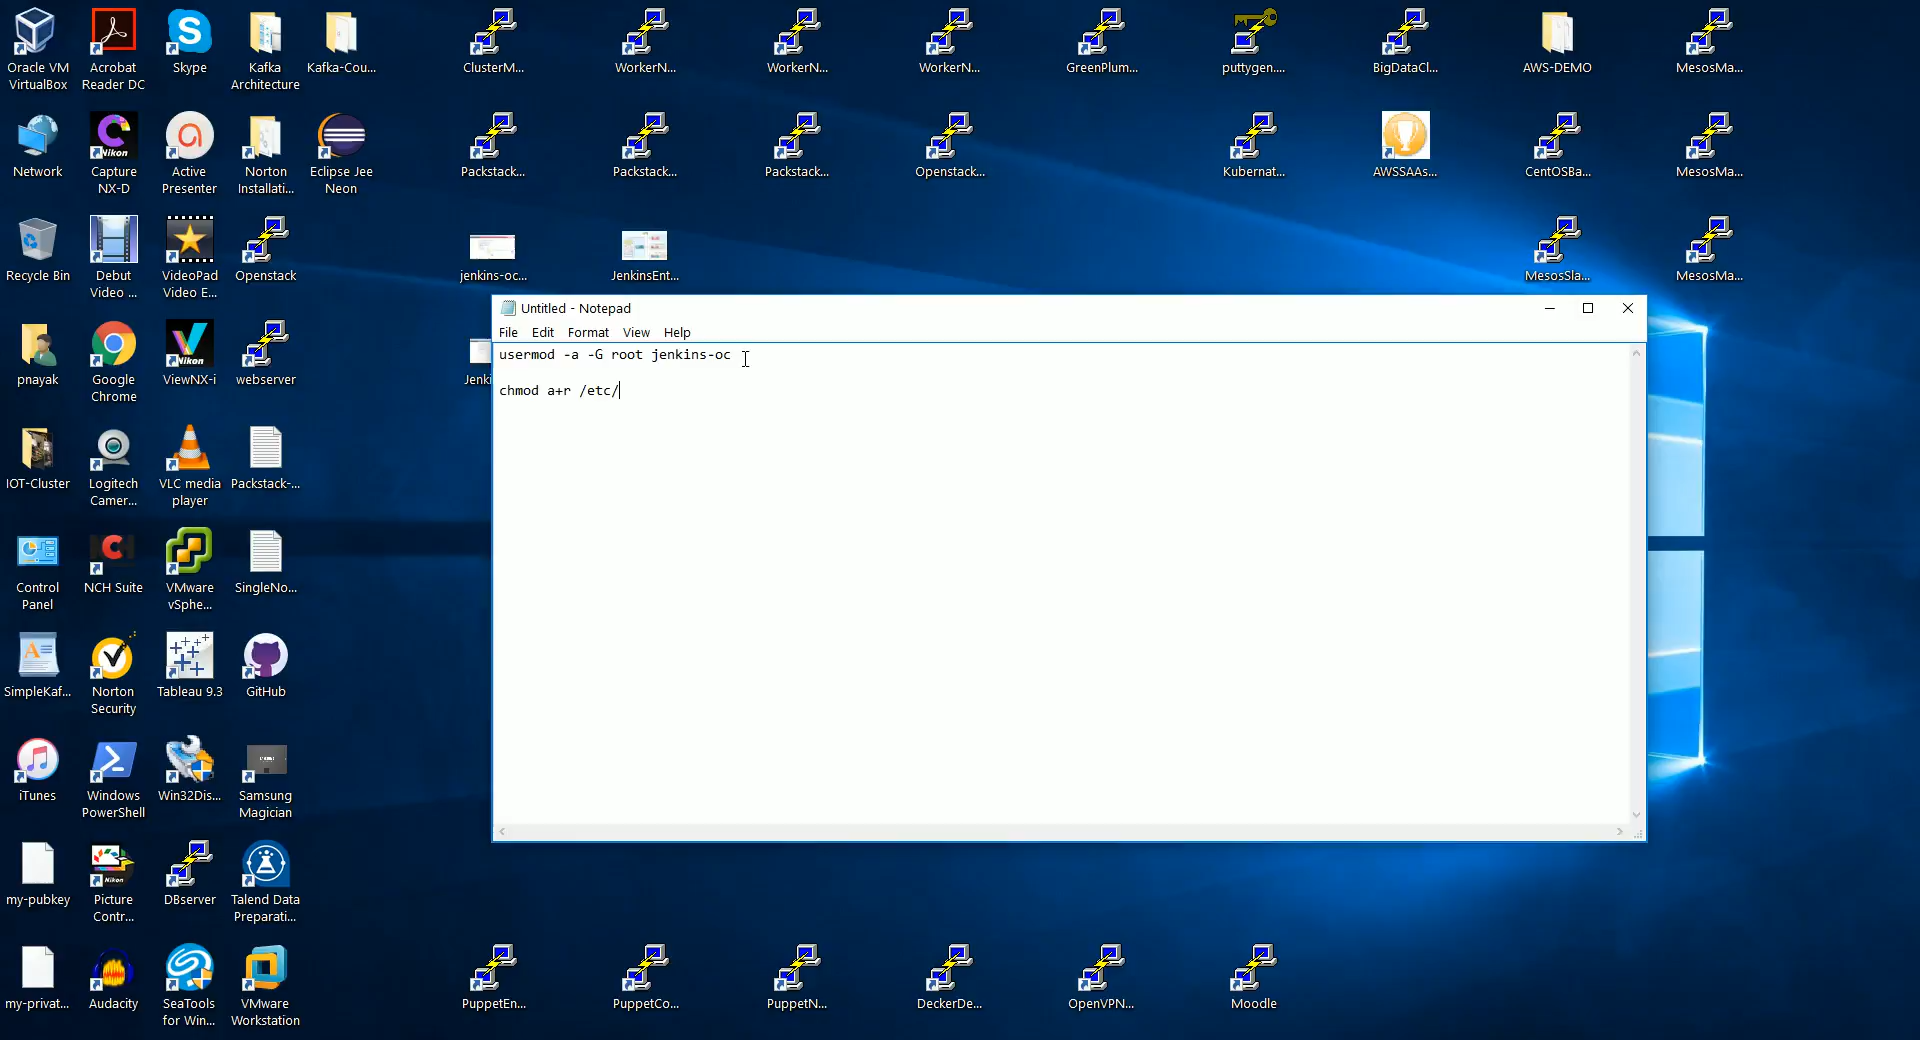 Oracle VM
VirtualBox
Acrobat
Reader DC
Skype
Kafka
Architecture
Kafka-Cou...
ClusterM...
WorkerN...
WorkerN...
WorkerN...
GreenPlum...
puttygen....
BigDataCl...
AWS-DEMO
MesosMa...
Network
Nikon
Capture
NX-D
Active
Presenter
Norton
Installati...
Eclipse Jee
Neon
Packstack...
Packstack...
Packstack...
Openstack...
Kubernat...
AWSSAAs...
CentOSBa...
MesosMa...
Recycle Bin
Debut
Video ...
VideoPad
Video E...
Openstack
jenkins-oc...
JenkinsEnt...
MesosSla...
MesosMa...
pnayak
Google
Chrome
Nikon
ViewNX-i
webserver
Jenki
Untitled - Notepad
File Edit Format View Help
usermod -a -G root jenkins-oc
chmod a+r /etc/
IOT-Cluster
Logitech
Camer...
VLC media
player
Packstack-...
Control
Panel
NCH Suite
VMware
vSphe...
SingleNo...
SimpleKaf...
Norton
Security
Tableau 9.3
GitHub
iTunes
Windows
PowerShell
Win32Dis...
Samsung
Magician
my-pubkey
Nikon
Picture
Contr...
DBserver
Talend Data
Preparati...
my-privat...
Audacity
SeaTools
for Win...
VMware
Workstation
PuppetEn...
PuppetCo...
PuppetN...
DeckerDe...
OpenVPN...
Moodle